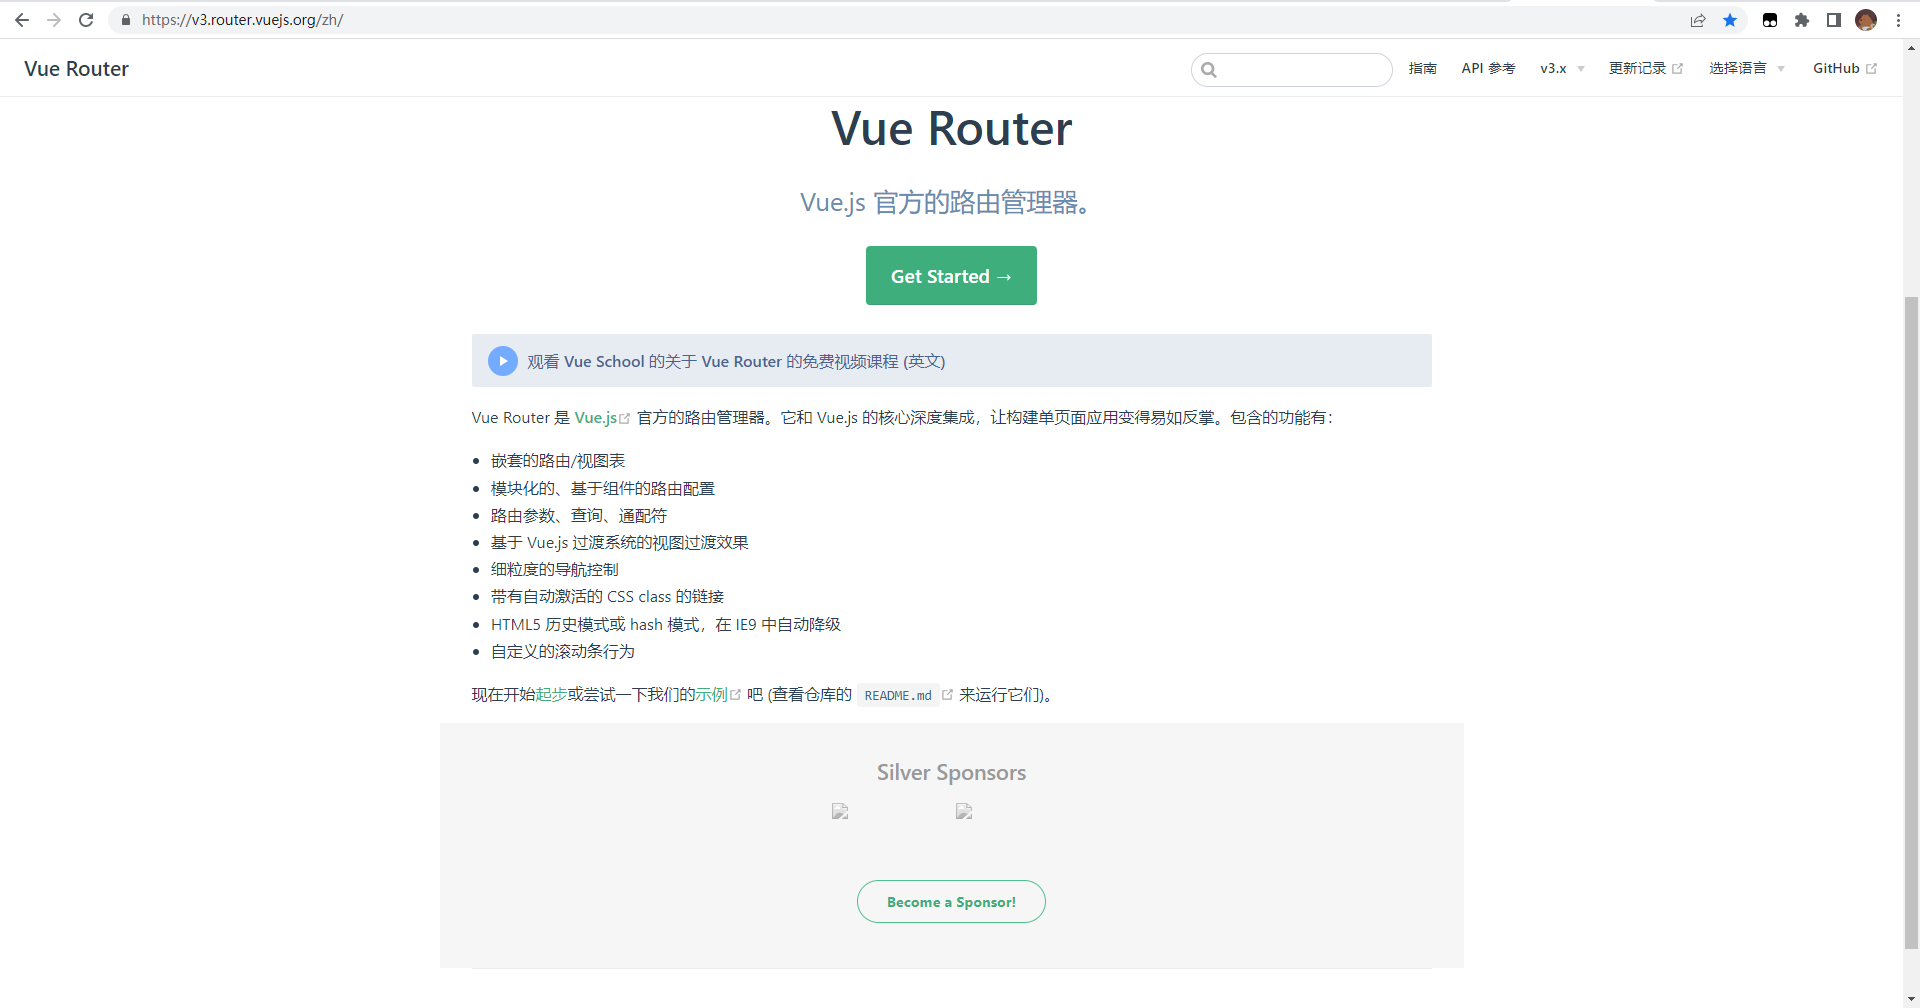 https://v3.router.vuejs.org/zh/
Vue Router
指南
API 参考
v3.x
更新记录
选择语言
GitHub
Vue Router
Vue.js 官方的路由管理器。
Get Started →
观看 Vue School 的关于 Vue Router 的免费视频课程 (英文)
Vue Router 是 Vue.js 官方的路由管理器。它和 Vue.js 的核心深度集成，让构建单页面应用变得易如反掌。包含的功能有：
嵌套的路由/视图表
模块化的、基于组件的路由配置
路由参数、查询、通配符
基于 Vue.js 过渡系统的视图过渡效果
细粒度的导航控制
带有自动激活的 CSS class 的链接
HTML5 历史模式或 hash 模式，在 IE9 中自动降级
自定义的滚动条行为
现在开始起步或尝试一下我们的示例 吧 (查看仓库的 README.md 来运行它们)。
Silver Sponsors
Become a Sponsor!